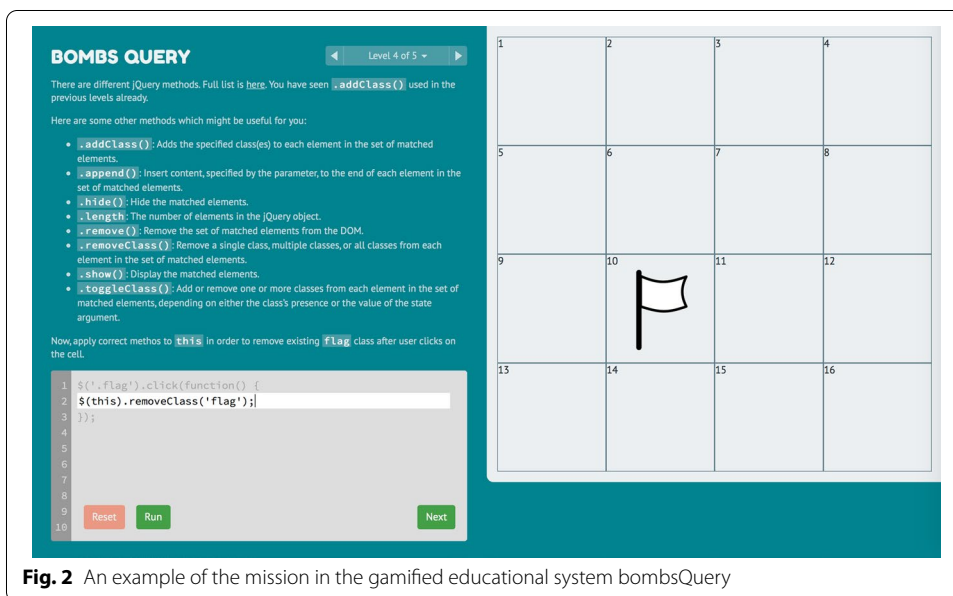 BOMBS QUERY
Level 4 of 5
There are different jQuery methods. Full list is here. You have seen .addClass() used in the
previous levels already.
Here are some other methods which might be useful for you:
.addClass(): Adds the specified class(es) to each element in the set of matched
elements.
.append(): Insert content, specified by the parameter, to the end of each element in the
set of matched elements.
.hide(): Hide the matched elements.
.length: The number of elements in the jQuery object.
.remove(): Remove the set of matched elements from the DOM.
.removeClass(): Remove a single class, multiple classes, or all classes from each
element in the set of matched elements.
.show(): Display the matched elements.
.toggleClass(): Add or remove one or more classes from each element in the set of
matched elements, depending on either the class's presence or the value of the state
argument.
Now, apply correct methos to this in order to remove existing flag class after user clicks on
the cell.
1 $('.flag').click(function() {
2 $(this).removeClass('flag');
3 });
4
5
6
7
8
9
10
Reset Run Next
1 2 3 4
5 6 7 8
9 10 11 12
13 14 15 16
Fig. 2 An example of the mission in the gamified educational system bombsQuery